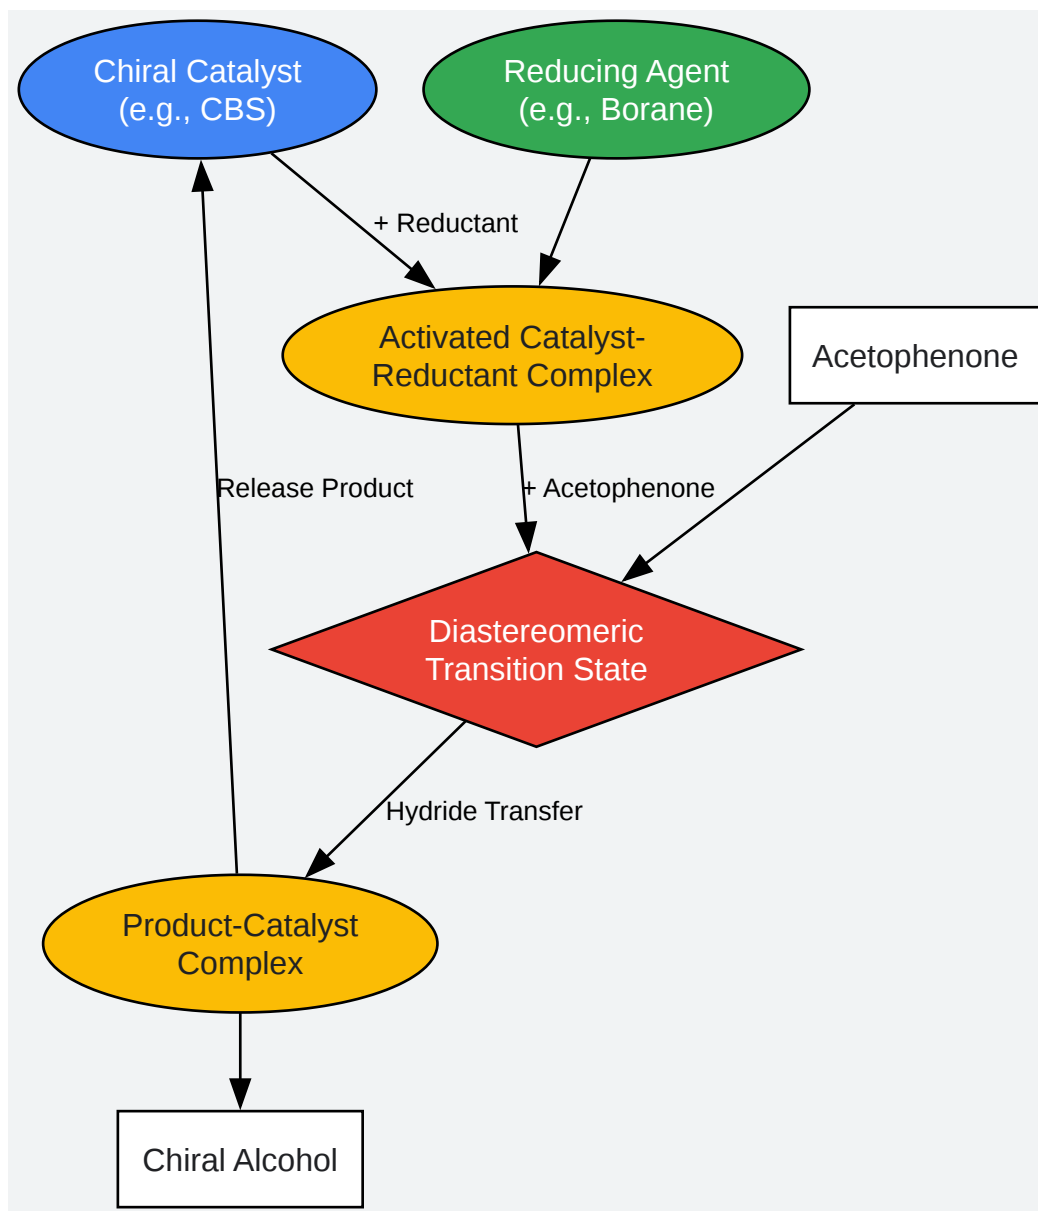 Chiral Catalyst
(e.g., CBS)
Reducing Agent
(e.g., Borane)
+ Reductant
Activated Catalyst-
Reductant Complex
Acetophenone
Release Product
+ Acetophenone
Diastereomeric
Transition State
Hydride Transfer
Product-Catalyst
Complex
Chiral Alcohol